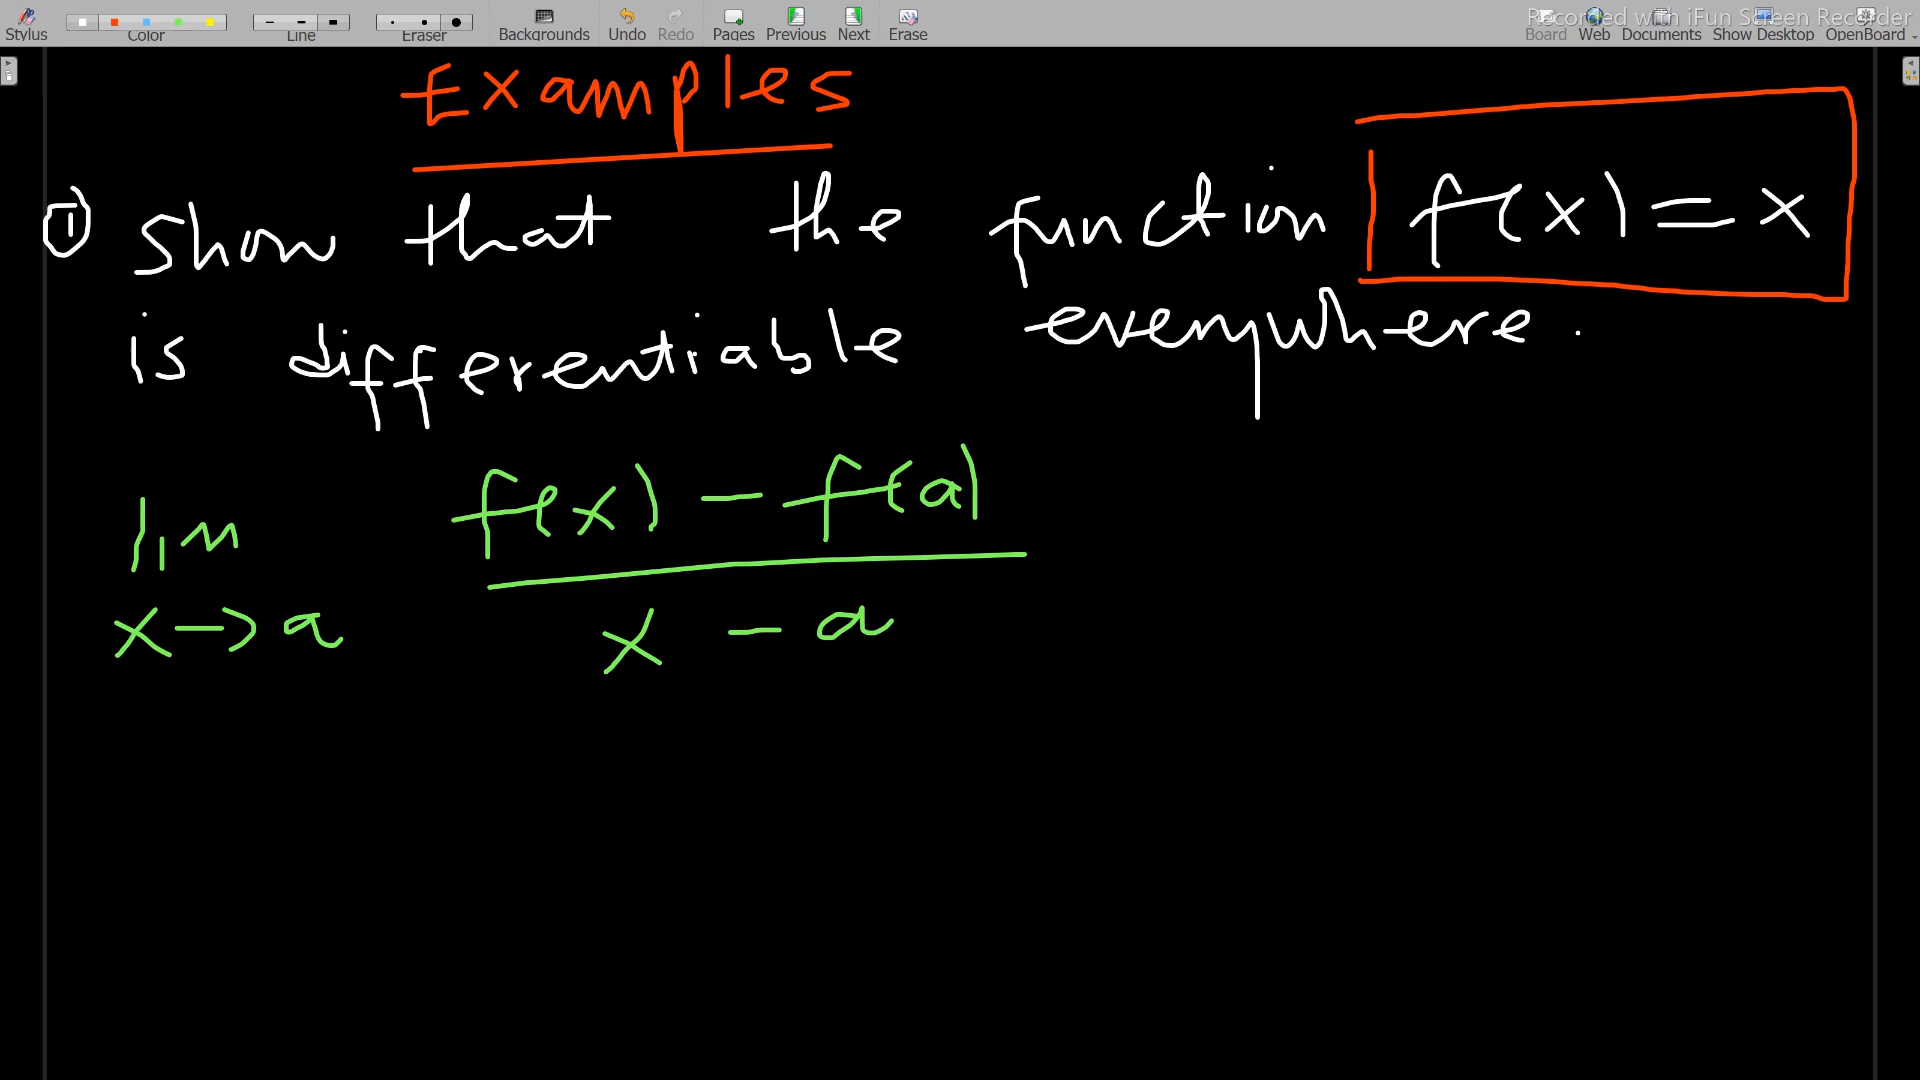 Recorded with iFun Screen Recorder
Stylus Color Line Eraser Backgrounds Undo Redo Pages Previous Next Erase Board Web Documents Show Desktop OpenBoard
Examples
① Show that the function f(x) = x
is differentiable everywhere.
lim f(x) - f(a)
x→a x - a